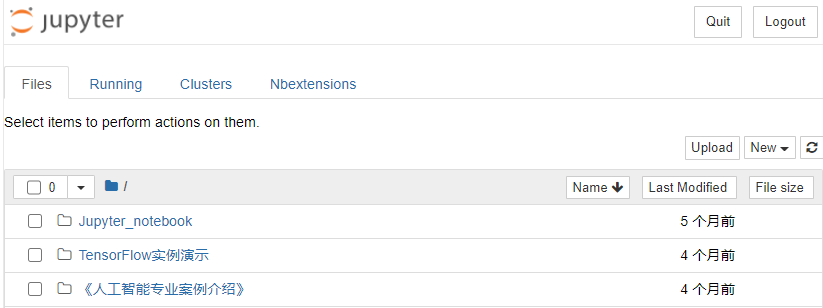 jupyter Quit Logout
Files Running Clusters Nbextensions
Select items to perform actions on them.
Upload New
0 / Name Last Modified File size
Jupyter_notebook 5 个月前
TensorFlow实例演示 4 个月前
《人工智能专业案例介绍》 4 个月前